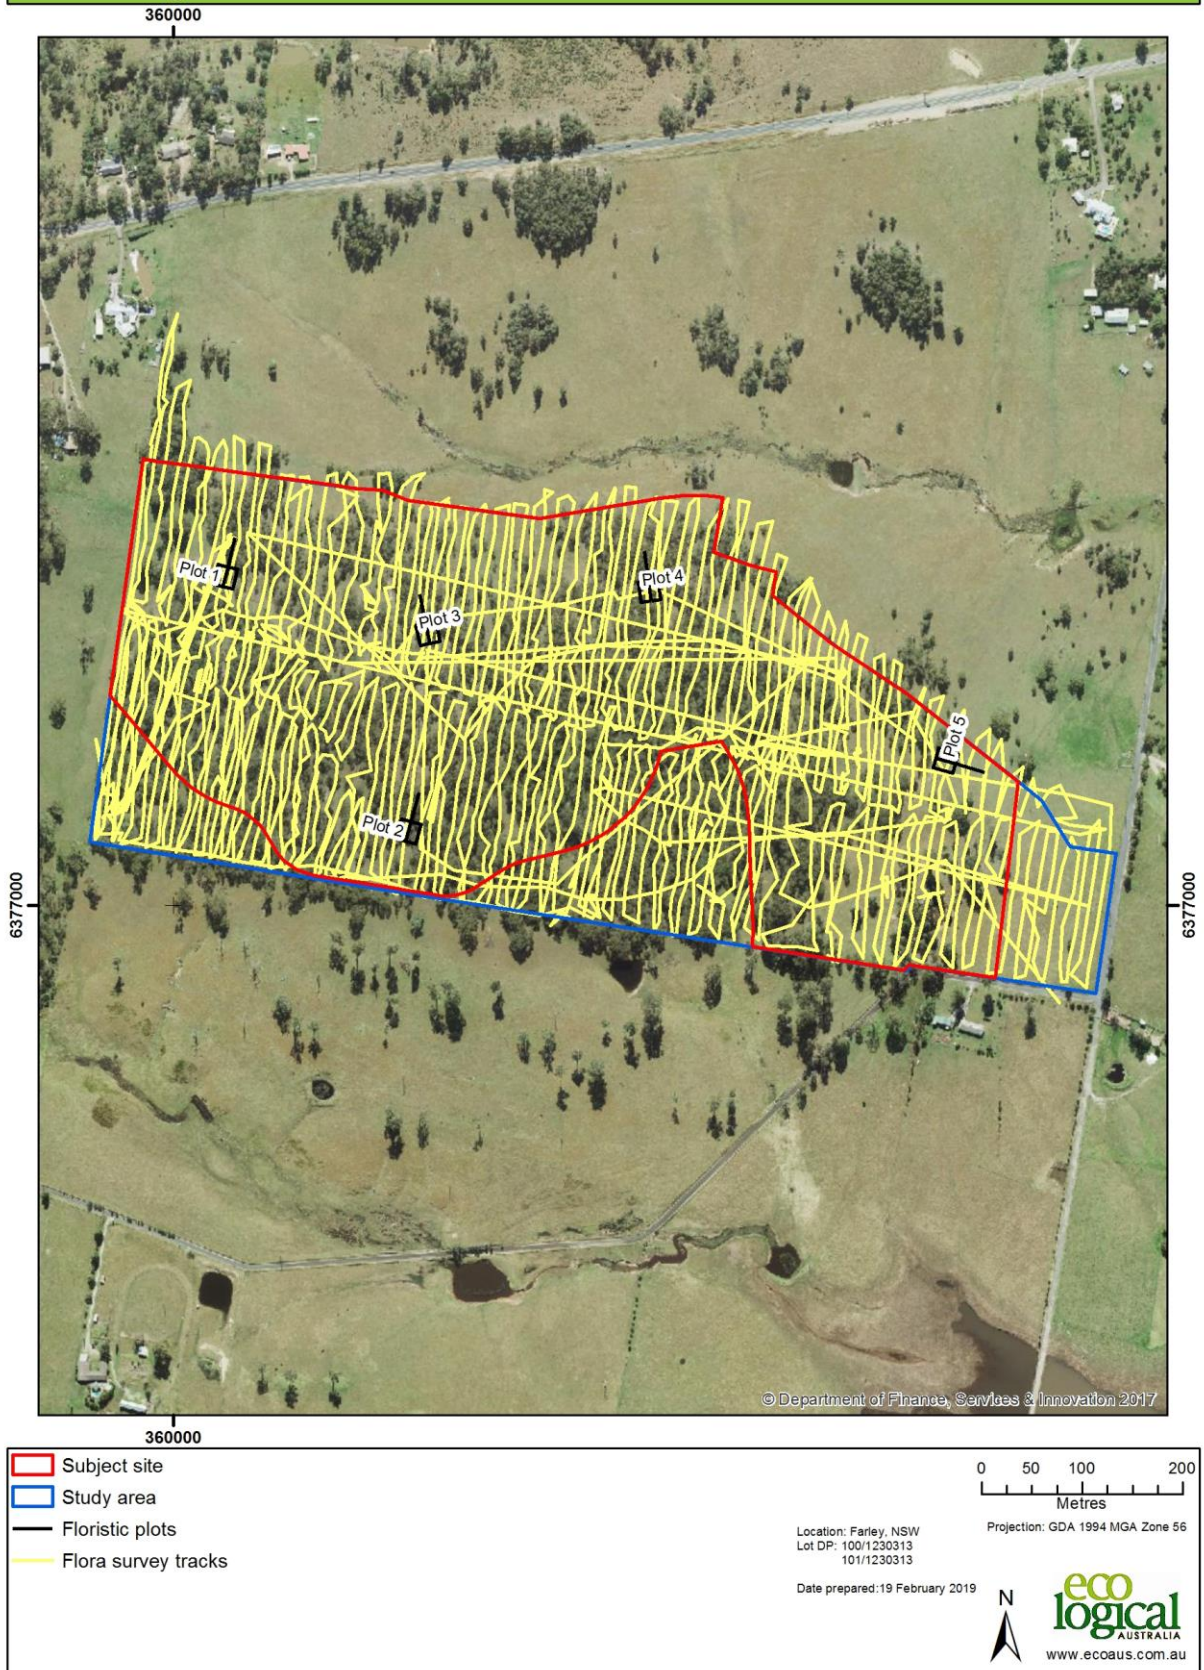 360000
Plot 1
Plot 4
Plot 3
Plot 5
Plot 2
6377000
6377000
© Department of Finance, Services & Innovation 2017
360000
Subject site
Study area
Floristic plots
Flora survey tracks
0 50 100 200
Metres
Projection: GDA 1994 MGA Zone 56
Location: Farley, NSW
Lot DP: 100/1230313
101/1230313
Date prepared:19 February 2019
N
eco
logical
AUSTRALIA
www.ecoaus.com.au